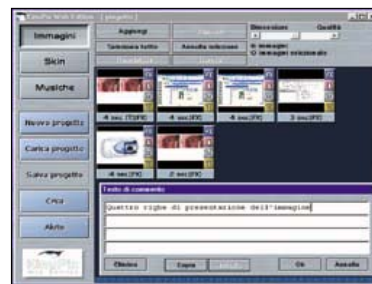 Immagini
Skin
Musiche
Nuovo progetto
Carica progetto
Salva progetto
Crea
Aiuto
Aggiungi
Seleziona tutto
Annulla selezione
Dimensione
Qualità
4 sec
4 sec
4 sec
3 sec
4 sec
2 sec
Testo di commento
Quattro righe di presentazione dell'immagine
Elimina
Copia
Ok
Annulla